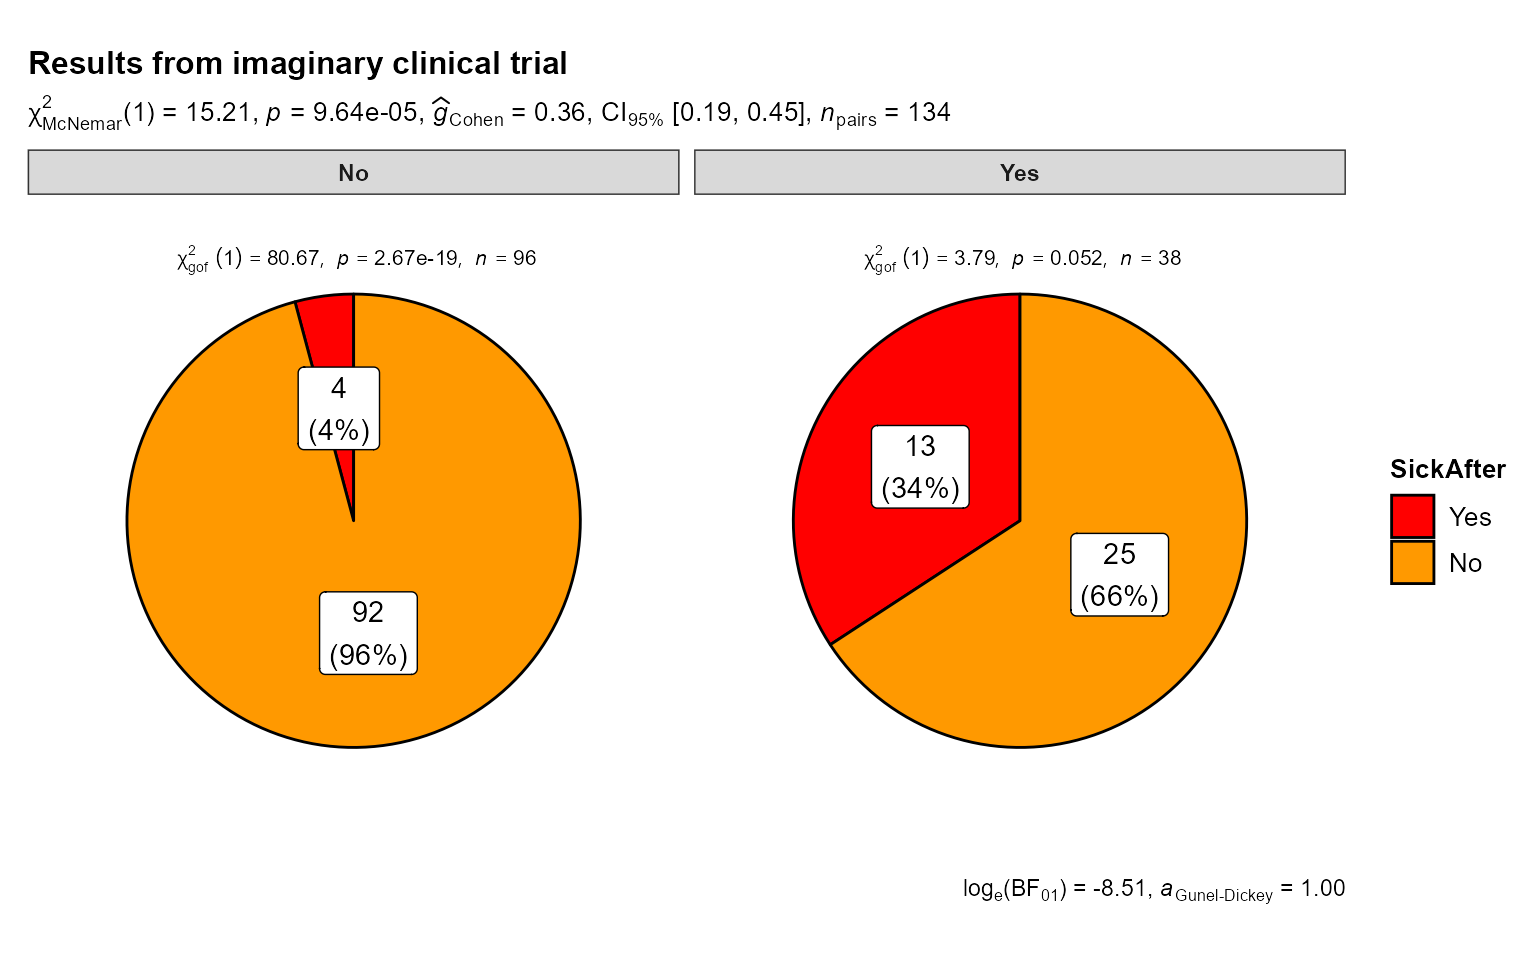 Results from imaginary clinical trial
χ²McNemar(1) = 15.21, p = 9.64e-05, ĝCohen = 0.36, CI95% [0.19, 0.45], npairs = 134
No
Yes
χ²gof (1) = 80.67, p = 2.67e-19, n = 96
χ²gof (1) = 3.79, p = 0.052, n = 38
4
(4%)
92
(96%)
13
(34%)
25
(66%)
SickAfter
Yes
No
loge(BF01) = -8.51, aGunel-Dickey = 1.00